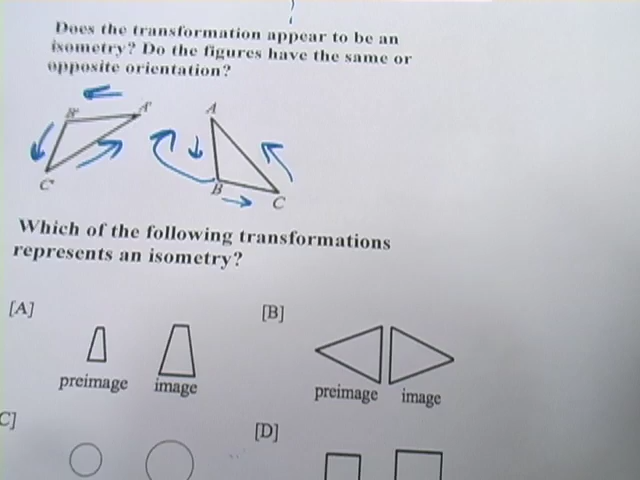 Does the transformation appear to be an
isometry? Do the figures have the same or
opposite orientation?
B' A' A
C' B C
Which of the following transformations
represents an isometry?
[A] [B]
preimage image preimage image
C] [D]